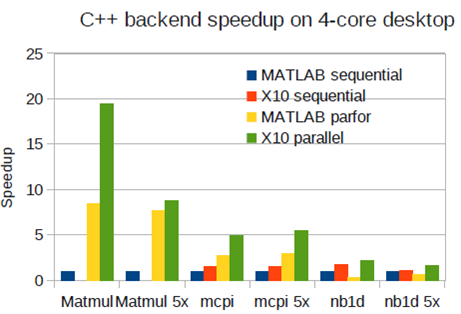 C++ backend speedup on 4-core desktop
25
20
15
10
5
0
Speedup
MATLAB sequential
X10 sequential
MATLAB parfor
X10 parallel
Matmul Matmul 5x mcpi mcpi 5x nb1d nb1d 5x